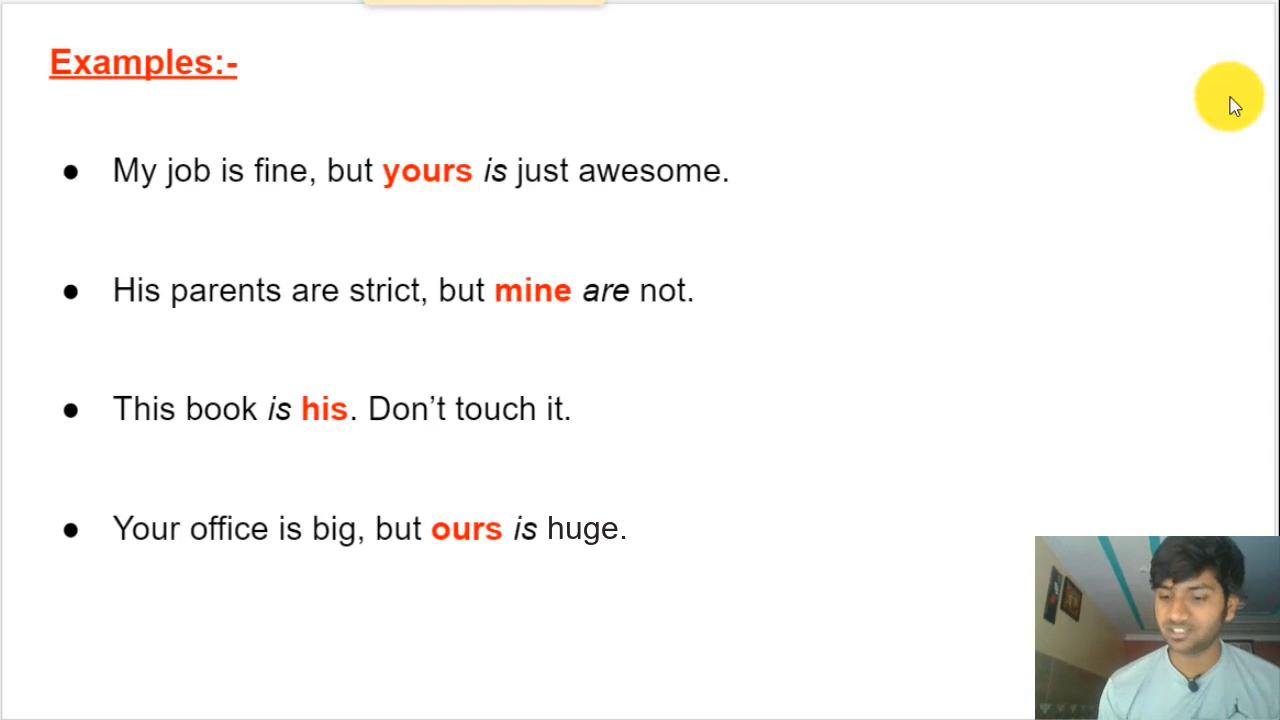 Examples:-
● My job is fine, but yours is just awesome.
● His parents are strict, but mine are not.
● This book is his. Don’t touch it.
● Your office is big, but ours is huge.